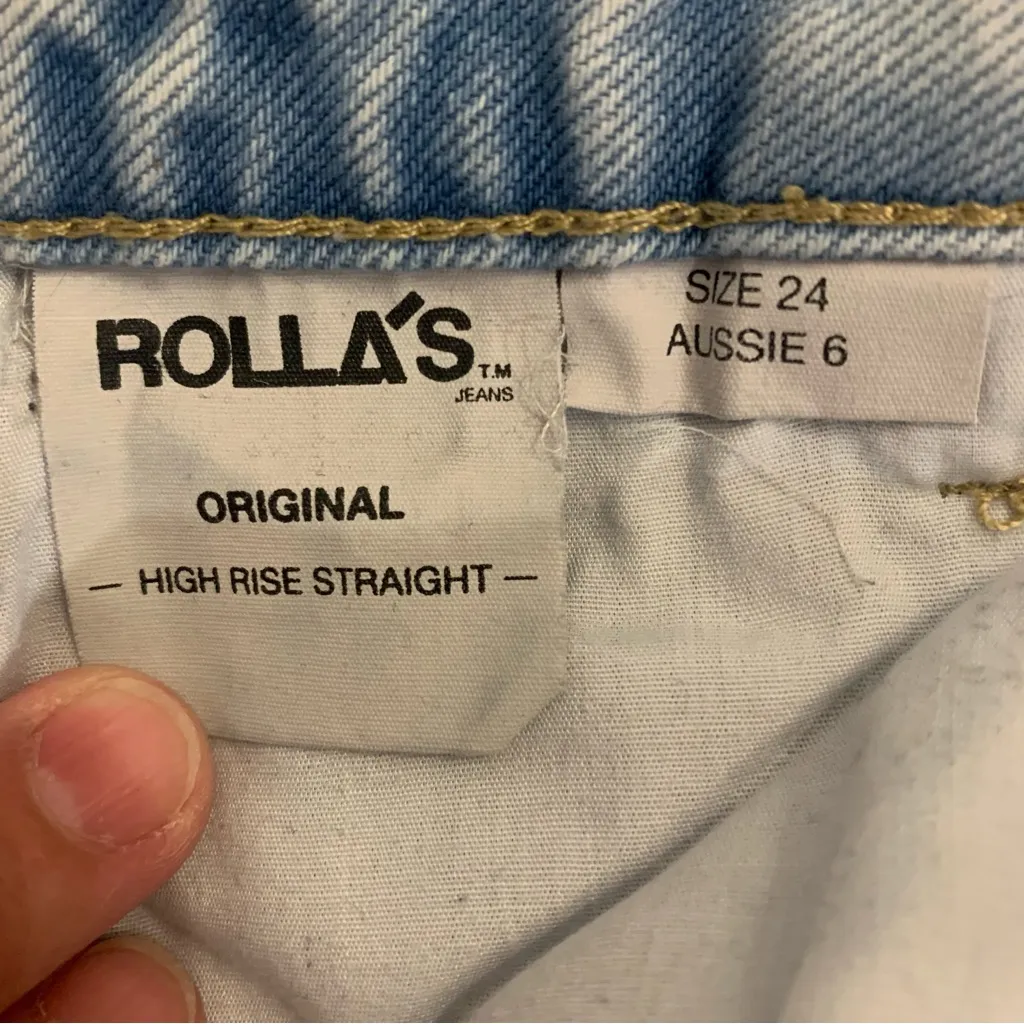 ROLLA'S T.M
JEANS
ORIGINAL
— HIGH RISE STRAIGHT —
SIZE 24
AUSSIE 6